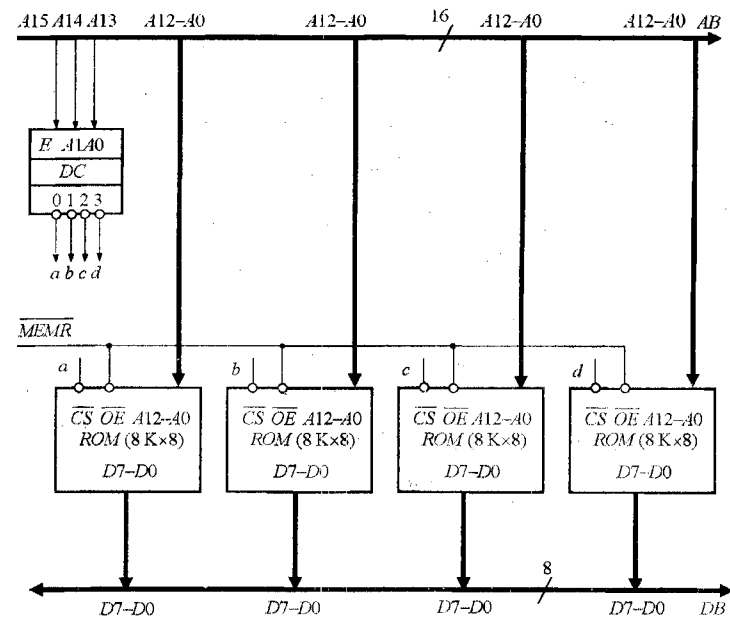 A15 A14 A13 A12–A0 A12–A0 16 A12–A0 A12–A0 AB
E A1 A0
DC
0 1 2 3
a b c d
MEMR
a b c d
CS OE A12–A0 CS OE A12–A0 CS OE A12–A0 CS OE A12–A0
ROM (8 K×8) ROM (8 K×8) ROM (8 K×8) ROM (8 K×8)
D7–D0 D7–D0 D7–D0 D7–D0
8
D7–D0 D7–D0 D7–D0 D7–D0 DB